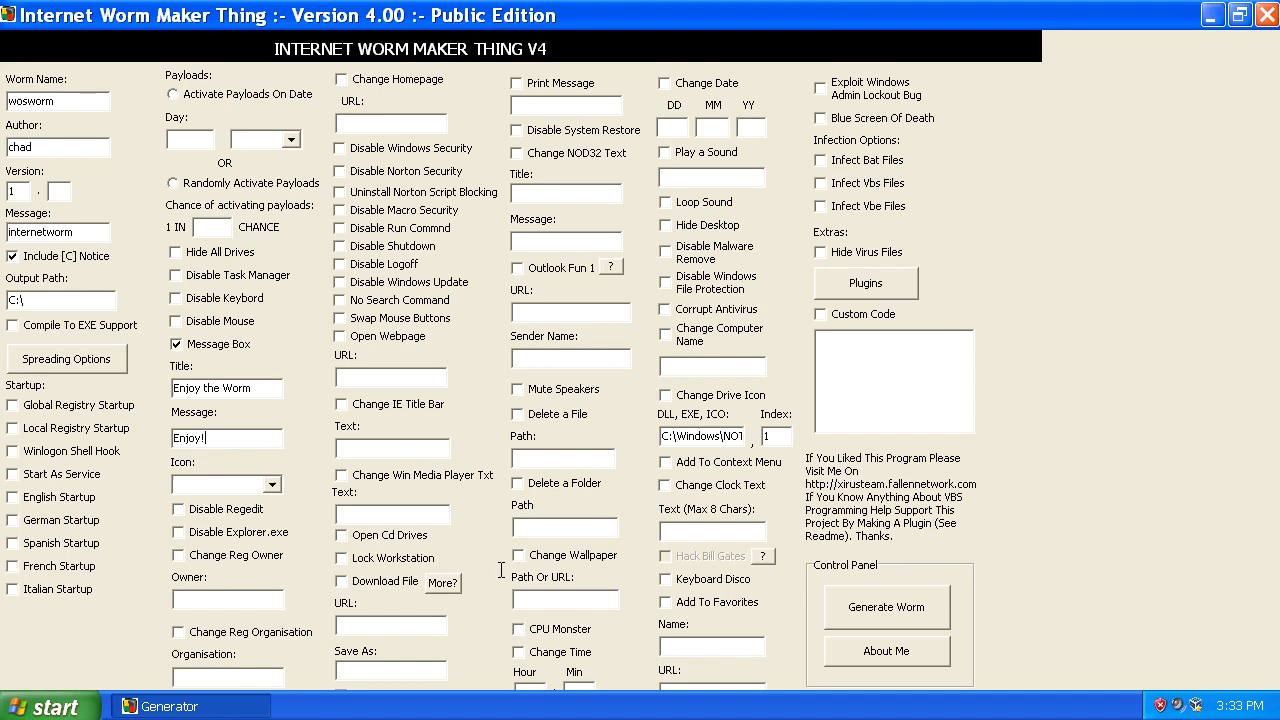 Internet Worm Maker Thing :- Version 4.00 :- Public Edition
INTERNET WORM MAKER THING V4
Worm Name:
wosworm
Author:
chad
Version:
1 .
Message:
internetworm
Include [C] Notice
Output Path:
C:\
Compile To EXE Support
Spreading Options
Startup:
Global Registry Startup
Local Registry Startup
Winlogon Shell Hook
Start As Service
English Startup
German Startup
Spanish Startup
French Startup
Italian Startup
Payloads:
Activate Payloads On Date
Day:
OR
Randomly Activate Payloads
Chance of activating payloads:
1 IN CHANCE
Hide All Drives
Disable Task Manager
Disable Keybord
Disable Mouse
Message Box
Title:
Enjoy the Worm
Message:
Enjoy!
Icon:
Disable Regedit
Disable Explorer.exe
Change Reg Owner
Owner:
Change Reg Organisation
Organisation:
Change Homepage
URL:
Disable Windows Security
Disable Norton Security
Uninstall Norton Script Blocking
Disable Macro Security
Disable Run Commnd
Disable Shutdown
Disable Logoff
Disable Windows Update
No Search Command
Swap Mouse Buttons
Open Webpage
URL:
Change IE Title Bar
Text:
Change Win Media Player Txt
Text:
Open Cd Drives
Lock Workstation
Download File More?
URL:
Save As:
Print Message
Disable System Restore
Change NOD32 Text
Title:
Message:
Outlook Fun 1 ?
URL:
Sender Name:
Mute Speakers
Delete a File
Path:
Delete a Folder
Path
Change Wallpaper
Path Or URL:
CPU Monster
Change Time
Hour Min
:
Change Date
DD MM YY
Play a Sound
Loop Sound
Hide Desktop
Disable Malware
Remove
Disable Windows
File Protection
Corrupt Antivirus
Change Computer
Name
Change Drive Icon
DLL, EXE, ICO: Index:
C:\Windows\NOT , 1
Add To Context Menu
Change Clock Text
Text (Max 8 Chars):
Hack Bill Gates ?
Keyboard Disco
Add To Favorites
Name:
URL:
Exploit Windows
Admin Lockout Bug
Blue Screen Of Death
Infection Options:
Infect Bat Files
Infect Vbs Files
Infect Vbe Files
Extras:
Hide Virus Files
Plugins
Custom Code
If You Liked This Program Please
Visit Me On
http://xirusteam.fallennetwork.com
If You Know Anything About VBS
Programming Help Support This
Project By Making A Plugin (See
Readme). Thanks.
Control Panel
Generate Worm
About Me
start
Generator
3:33 PM